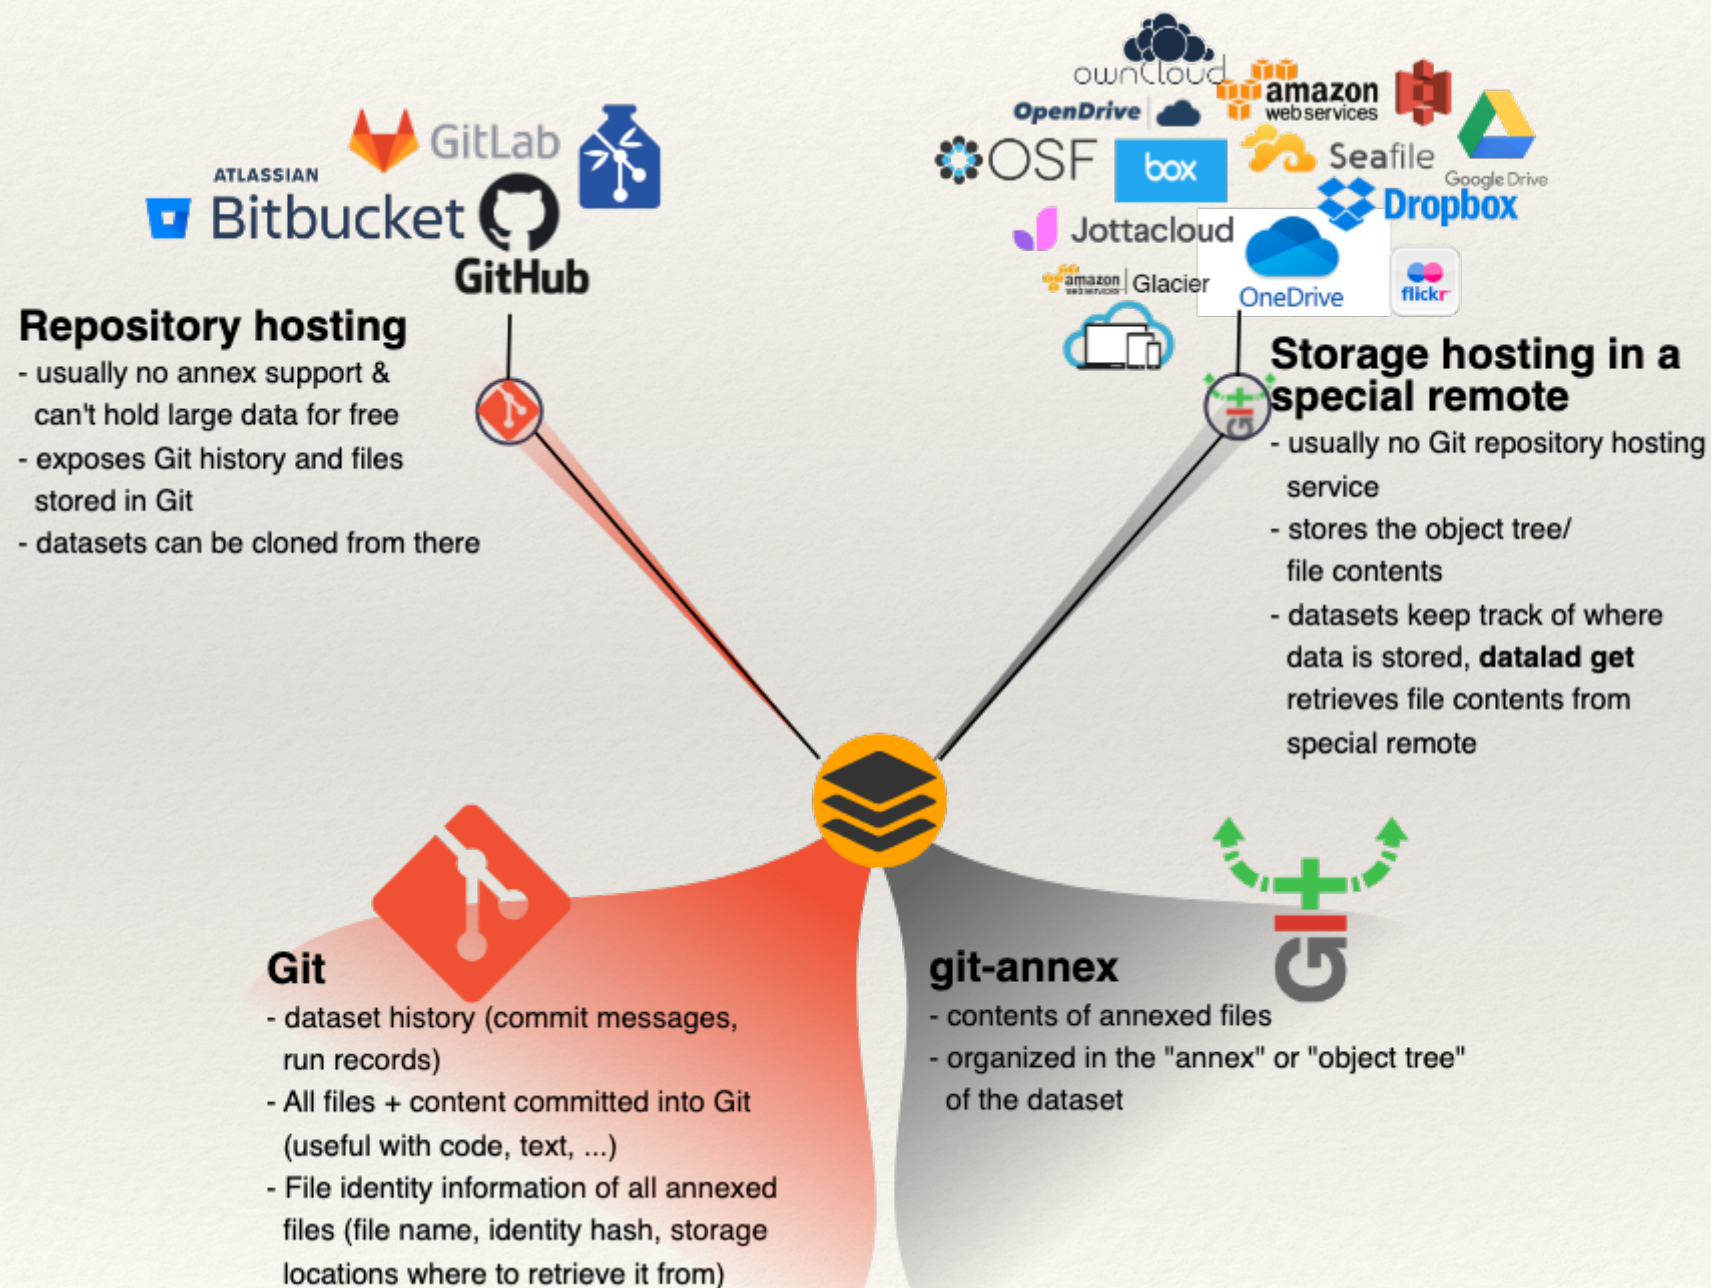 ownCloud
OpenDrive
amazon
web services
GitLab
OSF
box
Seafile
Google Drive
ATLASSIAN
Bitbucket
Dropbox
Jottacloud
GitHub
amazon
web services
Glacier
OneDrive
flickr
Repository hosting
- usually no annex support &
can't hold large data for free
- exposes Git history and files
stored in Git
- datasets can be cloned from there
Storage hosting in a
special remote
- usually no Git repository hosting
service
- stores the object tree/
file contents
- datasets keep track of where
data is stored, datalad get
retrieves file contents from
special remote
git
Git
- dataset history (commit messages,
run records)
- All files + content committed into Git
(useful with code, text, ...)
- File identity information of all annexed
files (file name, identity hash, storage
locations where to retrieve it from)
git
git-annex
- contents of annexed files
- organized in the "annex" or "object tree"
of the dataset